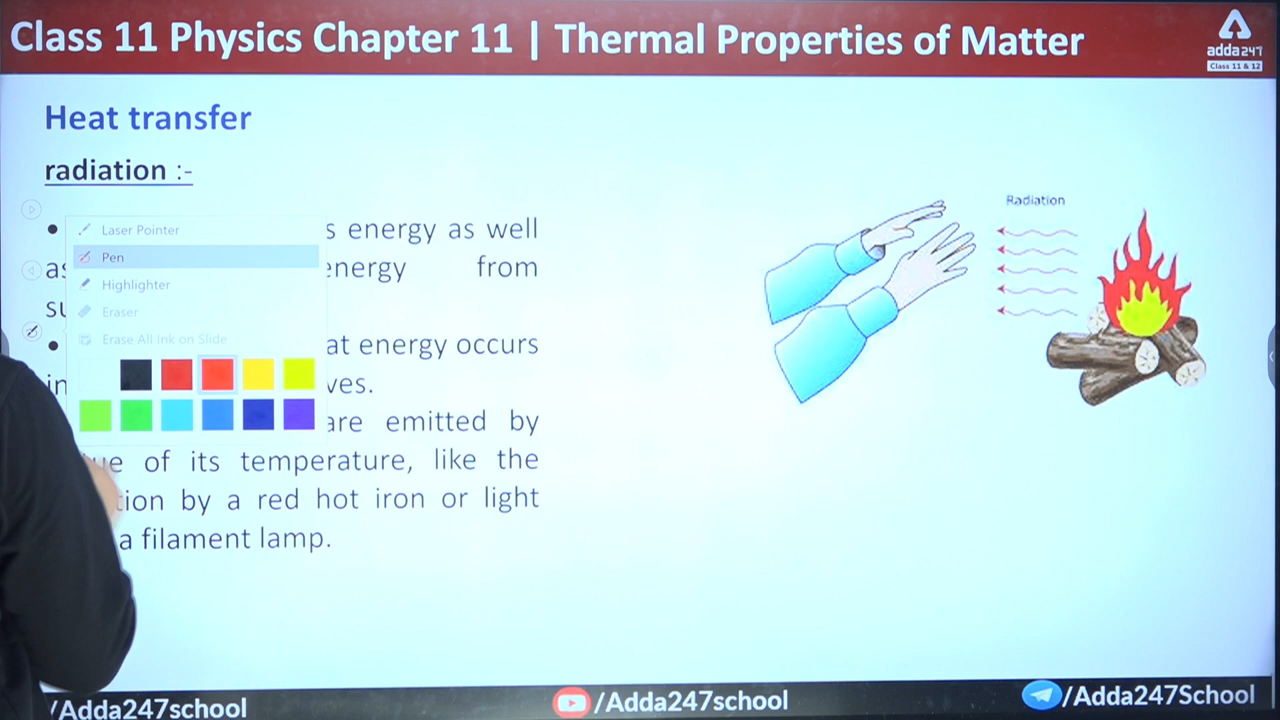 Class 11 Physics Chapter 11 | Thermal Properties of Matter
adda247
Class 11 & 12
Heat transfer
radiation :-
Radiation
Laser Pointer
Pen
Highlighter
Eraser
Erase All Ink on Slide
• s energy as well
as energy from
su
• at energy occurs
in ves.
are emitted by
ue of its temperature, like the
tion by a red hot iron or light
a filament lamp.
/Adda247school
/Adda247school
/Adda247School